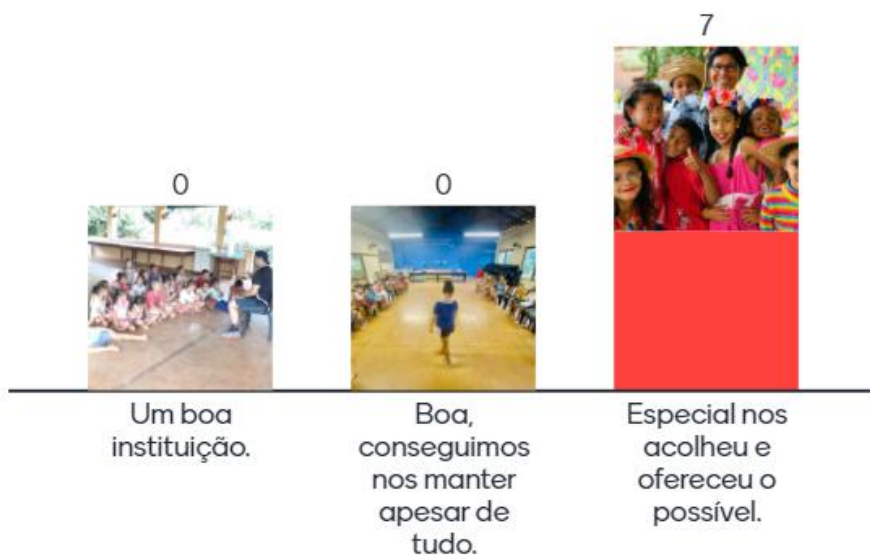 0
0
7
Um boa
instituição.
Boa,
conseguimos
nos manter
apesar de
tudo.
Especial nos
acolheu e
ofereceu o
possível.